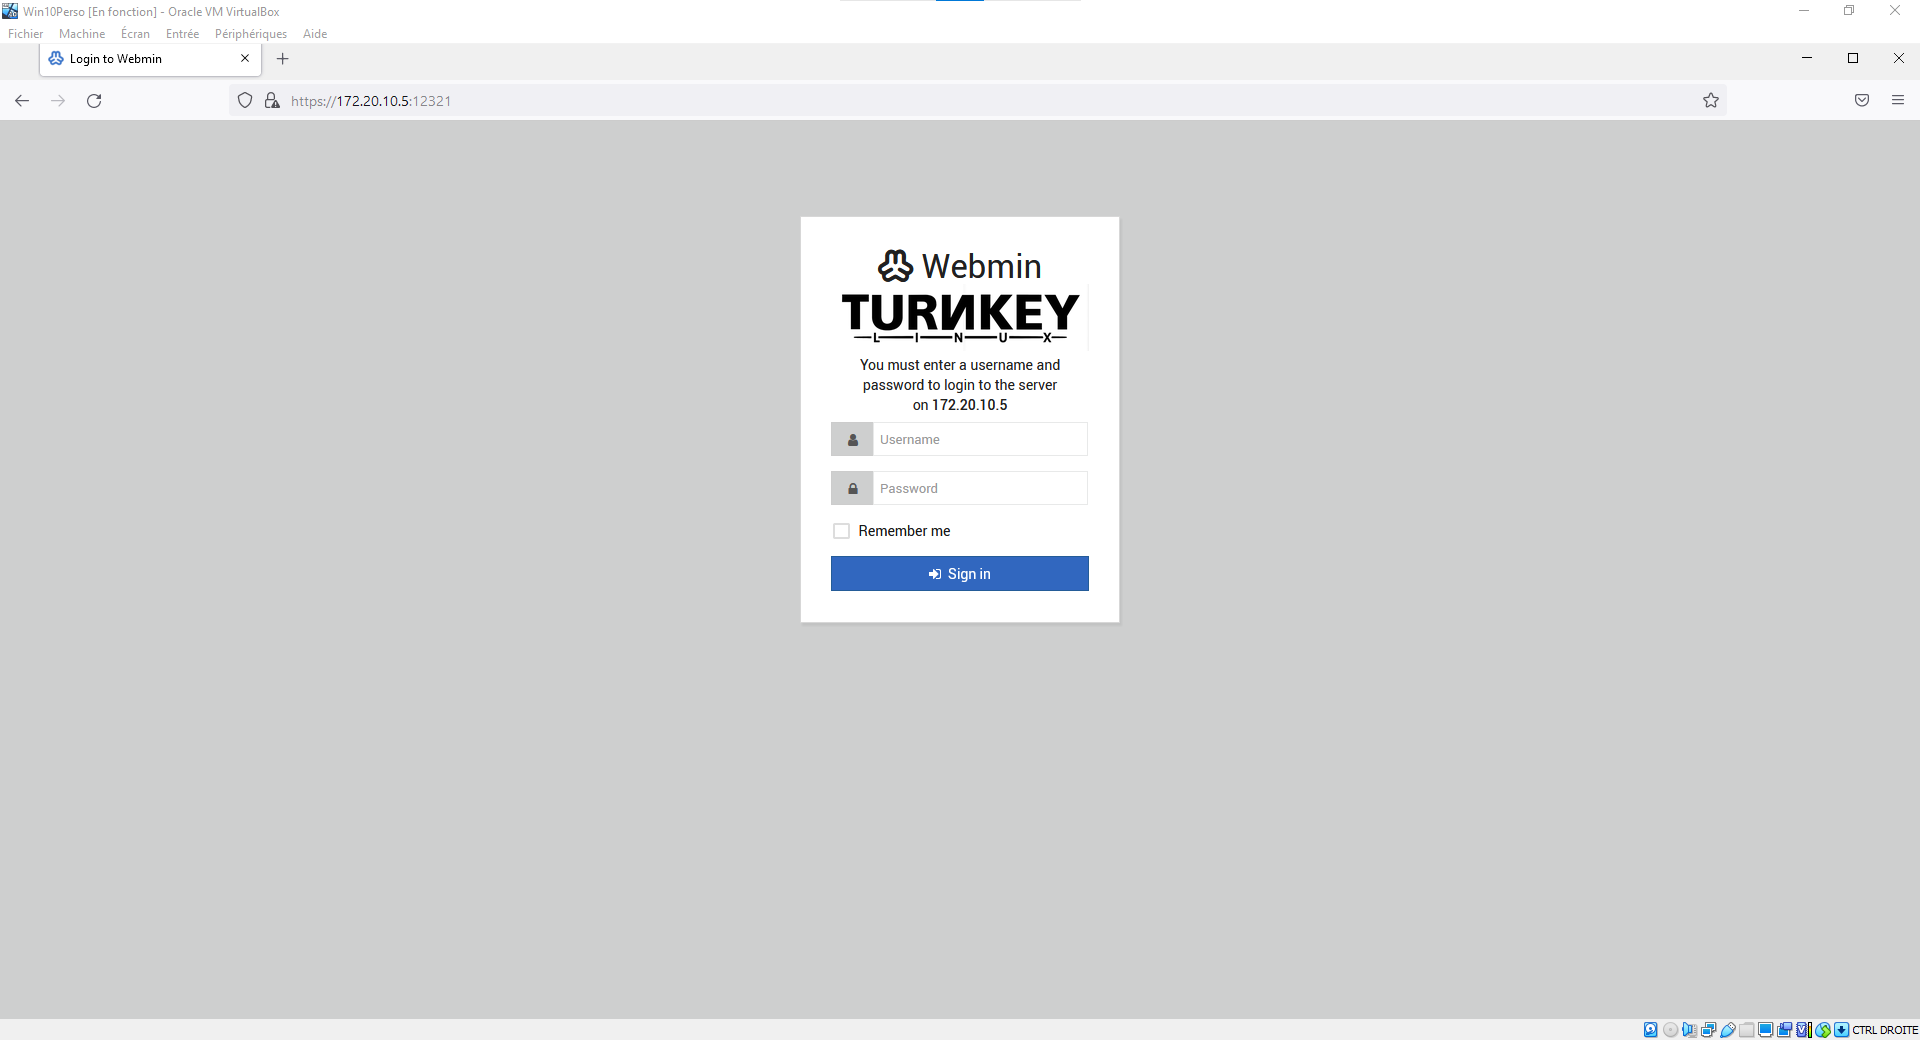 Win10Perso [En fonction] - Oracle VM VirtualBox
Fichier Machine Écran Entrée Périphériques Aide
Login to Webmin
https://172.20.10.5:12321
Webmin
TURNKEY
LINUX
You must enter a username and
password to login to the server
on 172.20.10.5
Username
Password
Remember me
Sign in
CTRL DROITE